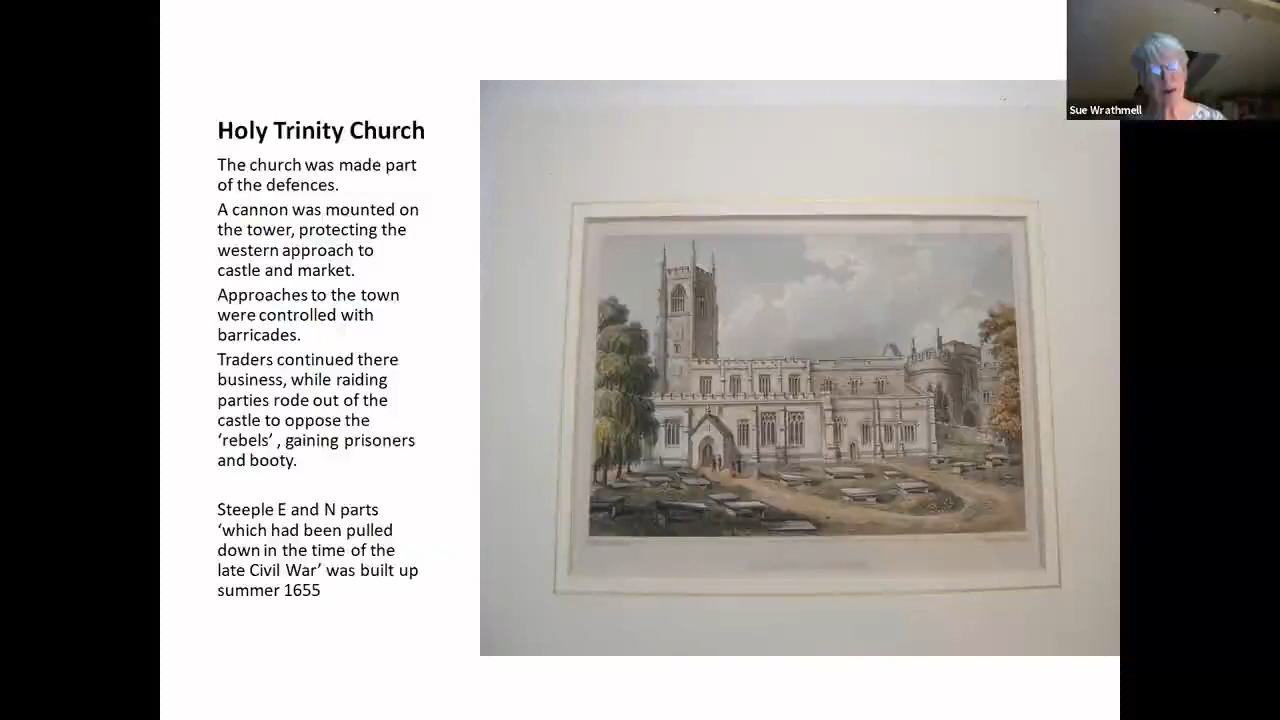 Holy Trinity Church
The church was made part
of the defences.
A cannon was mounted on
the tower, protecting the
western approach to
castle and market.
Approaches to the town
were controlled with
barricades.
Traders continued there
business, while raiding
parties rode out of the
castle to oppose the
‘rebels’ , gaining prisoners
and booty.
Steeple E and N parts
‘which had been pulled
down in the time of the
late Civil War’ was built up
summer 1655
Sue Wrathmell